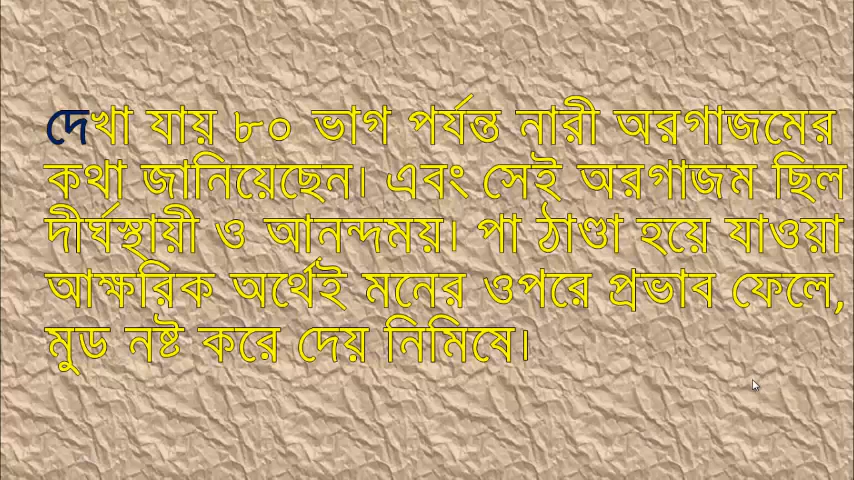 দেখা যায় ৮০ ভাগ পর্যন্ত নারী অরগাজমের
কথা জানিয়েছেন। এবং সেই অরগাজম ছিল
দীর্ঘস্থায়ী ও আনন্দময়। পা ঠাণ্ডা হয়ে যাওয়া
আক্ষরিক অর্থেই মনের ওপরে প্রভাব ফেলে,
মুড নষ্ট করে দেয় নিমিষে।